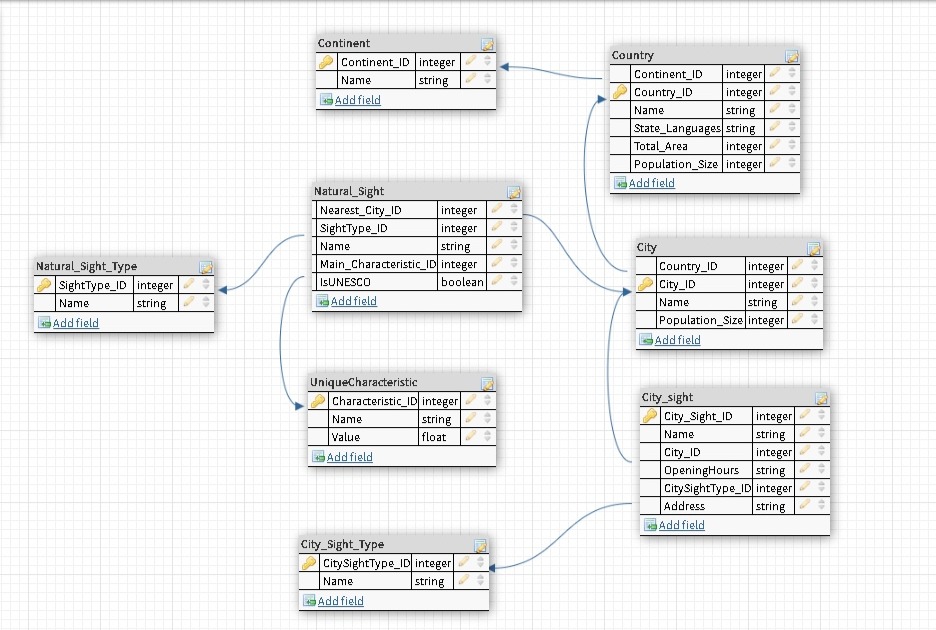 Continent
Continent_ID integer
Name string
Add field
Country
Continent_ID integer
Country_ID integer
Name string
State_Languages string
Total_Area integer
Population_Size integer
Add field
Natural_Sight
Nearest_City_ID integer
SightType_ID integer
Name string
Main_Characteristic_ID integer
IsUNESCO boolean
Add field
City
Country_ID integer
City_ID integer
Name string
Population_Size integer
Add field
Natural_Sight_Type
SightType_ID integer
Name string
Add field
UniqueCharacteristic
Characteristic_ID integer
Name string
Value float
Add field
City_sight
City_Sight_ID integer
Name string
City_ID integer
OpeningHours string
CitySightType_ID integer
Address string
Add field
City_Sight_Type
CitySightType_ID integer
Name string
Add field